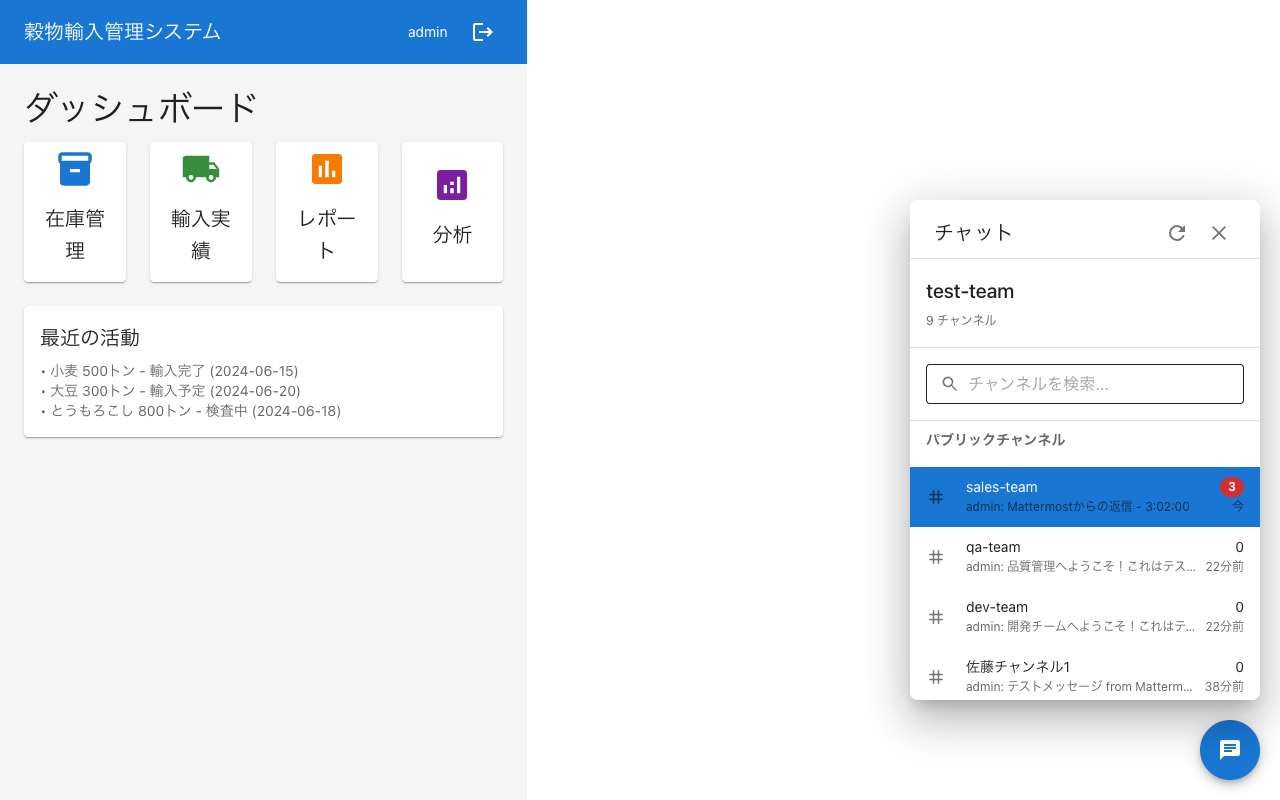 穀物輸入管理システム
admin
ダッシュボード
在庫管
理
輸入実
績
レポー
ト
分析
最近の活動
• 小麦 500トン - 輸入完了 (2024-06-15)
• 大豆 300トン - 輸入予定 (2024-06-20)
• とうもろこし 800トン - 検査中 (2024-06-18)
チャット
test-team
9 チャンネル
チャンネルを検索...
パブリックチャンネル
sales-team 3
admin: Mattermostからの返信 - 3:02:00 今
qa-team 0
admin: 品質管理へようこそ！これはテス... 22分前
dev-team 0
admin: 開発チームへようこそ！これはテ... 22分前
佐藤チャンネル1 0
admin: テストメッセージ from Matterm... 38分前